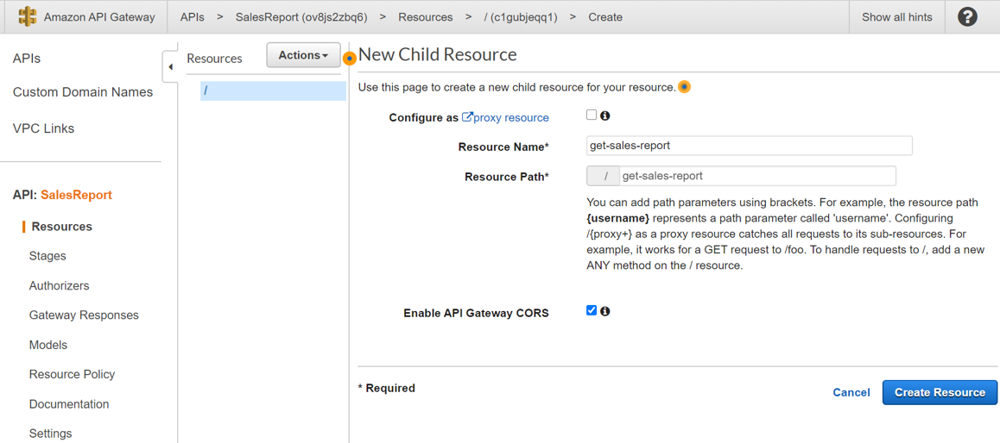 Amazon API Gateway
APIs > SalesReport (ov8js2zbq6) > Resources > / (c1gubjeqq1) > Create
Show all hints
?
APIs
Custom Domain Names
VPC Links
API: SalesReport
Resources
Stages
Authorizers
Gateway Responses
Models
Resource Policy
Documentation
Settings
Resources
Actions
/
New Child Resource
Use this page to create a new child resource for your resource.
Configure as proxy resource
Resource Name*
get-sales-report
Resource Path*
/ get-sales-report
You can add path parameters using brackets. For example, the resource path
{username} represents a path parameter called 'username'. Configuring
/{proxy+} as a proxy resource catches all requests to its sub-resources. For
example, it works for a GET request to /foo. To handle requests to /, add a new
ANY method on the / resource.
Enable API Gateway CORS
* Required
Cancel
Create Resource